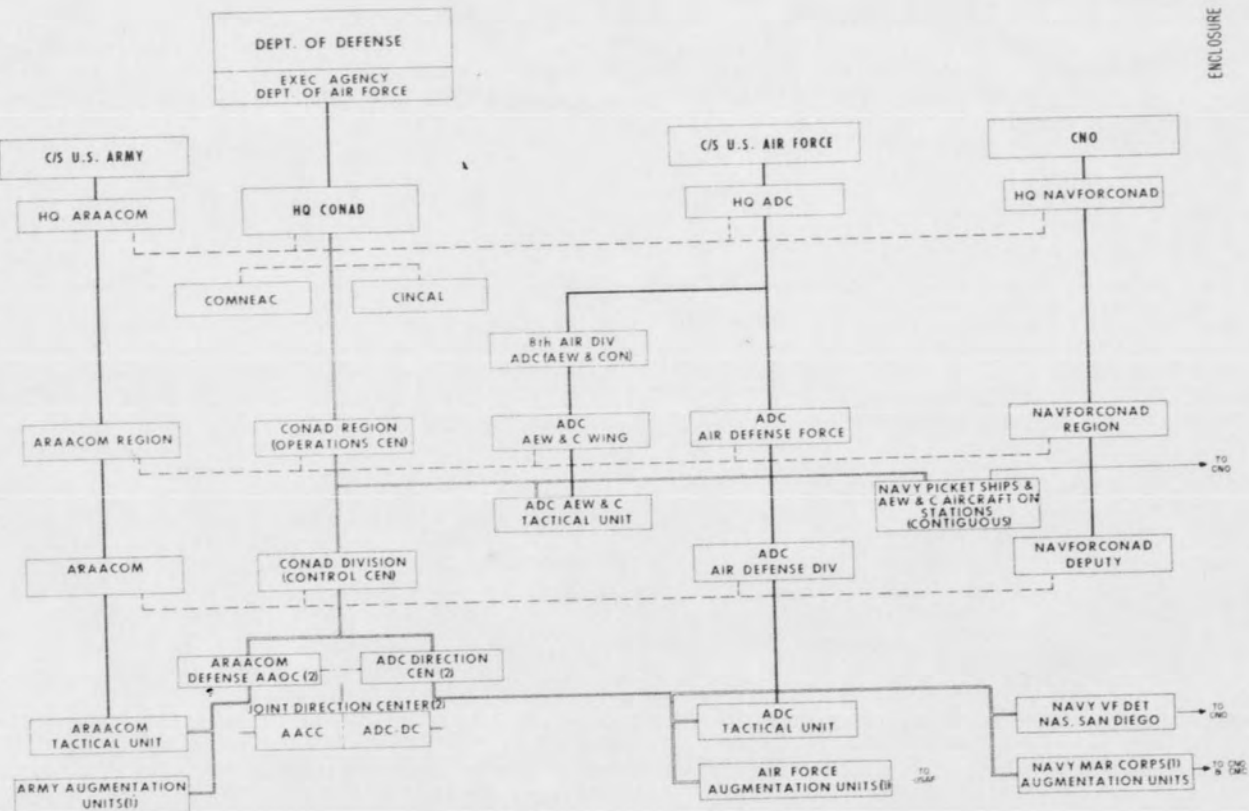 ENCLOSURE
DEPT. OF DEFENSE
EXEC AGENCY
DEPT. OF AIR FORCE
C/S U.S. ARMY
C/S U.S. AIR FORCE
CNO
HQ. ARAACOM
HQ CONAD
HQ ADC
HQ NAVFORCONAD
COMNEAC
CINCAL
8th AIR DIV
ADC (AEW & CON)
ARAACOM REGION
CONAD REGION
(OPERATIONS CEN)
ADC
AEW & C WING
ADC
AIR DEFENSE FORCE
NAVFORCONAD
REGION
TO
CNO
ADC AEW & C
TACTICAL UNIT
NAVY PICKET SHIPS &
AEW & C AIRCRAFT ON
STATIONS
(CONTIGUOUS)
ARAACOM
CONAD DIVISION
(CONTROL CEN)
ADC
AIR DEFENSE DIV
NAVFORCONAD
DEPUTY
ARAACOM
DEFENSE AAOC (2)
ADC DIRECTION
CEN (2)
JOINT DIRECTION CENTER(2)
AACC
ADC-DC
ARAACOM
TACTICAL UNIT
ADC
TACTICAL UNIT
NAVY VF DET
NAS. SAN DIEGO
TO
CNO
ARMY AUGMENTATION
UNITS(1)
AIR FORCE
AUGMENTATION UNITS(1)
TO
USAF
NAVY MAR CORPS(1)
AUGMENTATION UNITS
TO CNO
& CMC